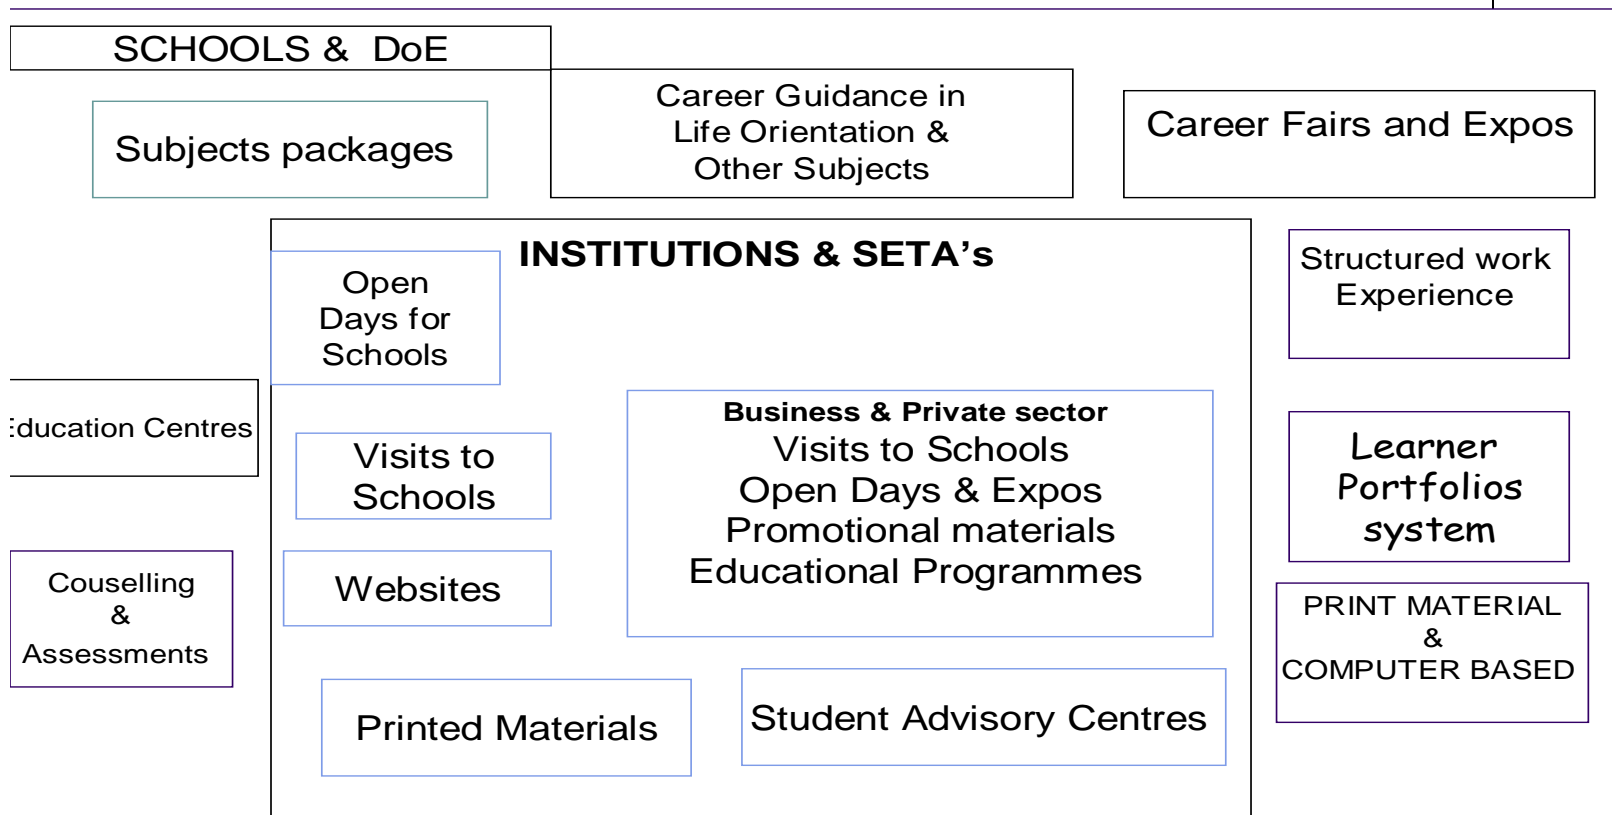 SCHOOLS & DoE
Subjects packages
Career Guidance in
Life Orientation &
Other Subjects
Career Fairs and Expos
INSTITUTIONS & SETA's
Open
Days for
Schools
Structured work
Experience
Education Centres
Visits to
Schools
Business & Private sector
Visits to Schools
Open Days & Expos
Promotional materials
Educational Programmes
Learner
Portfolios
system
Couselling
&
Assessments
Websites
PRINT MATERIAL
&
COMPUTER BASED
Printed Materials
Student Advisory Centres